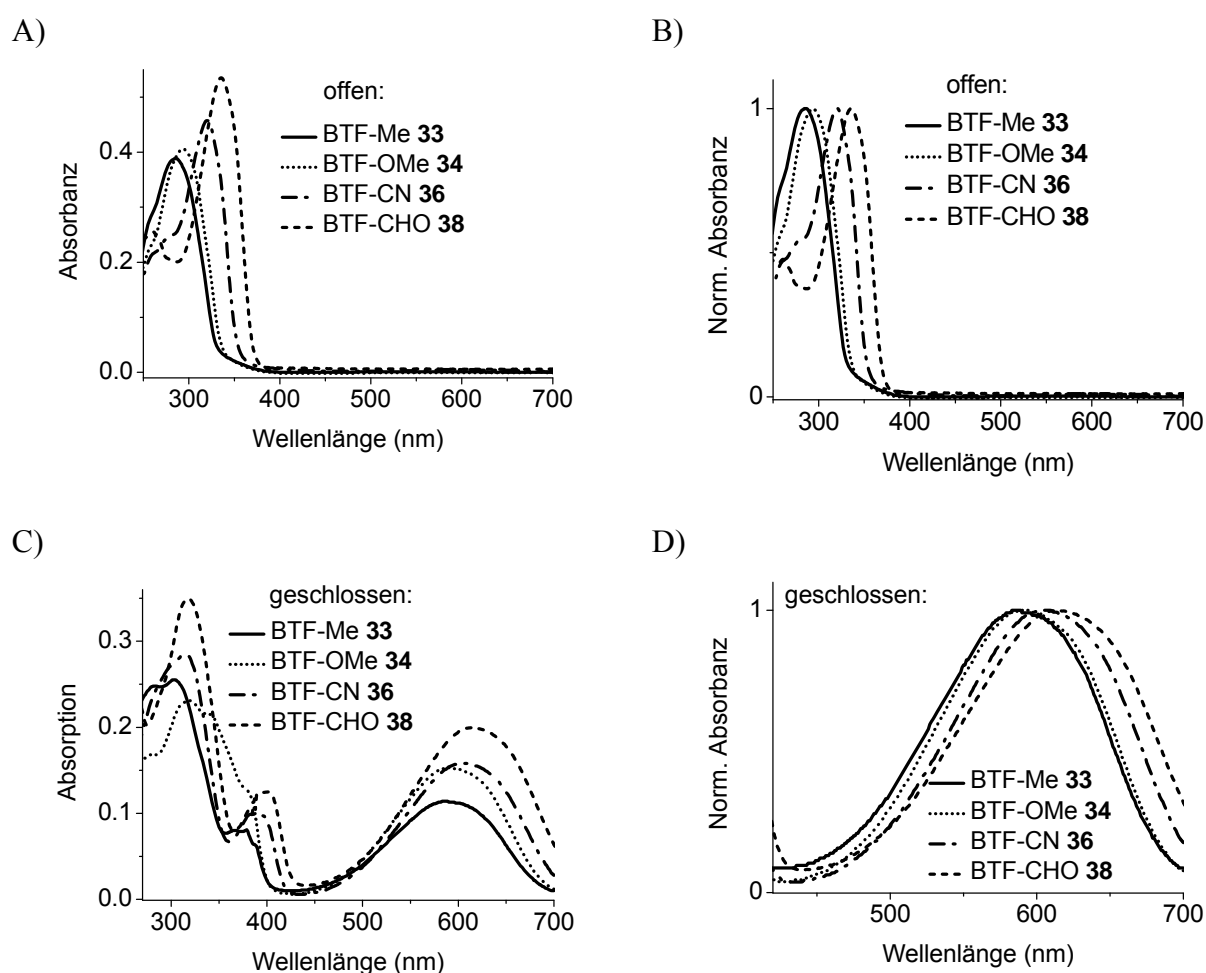 A)
offen:
BTF-Me 33
BTF-OMe 34
BTF-CN 36
BTF-CHO 38
0.4
0.2
0.0
Absorbanz
300 400 500 600 700
Wellenlänge (nm)
B)
offen:
BTF-Me 33
BTF-OMe 34
BTF-CN 36
BTF-CHO 38
1
1
Norm. Absorbanz
300 400 500 600 700
Wellenlänge (nm)
C)
geschlossen:
BTF-Me 33
BTF-OMe 34
BTF-CN 36
BTF-CHO 38
0.3
0.2
0.1
0.0
Absorption
300 400 500 600 700
Wellenlänge (nm)
D)
geschlossen:
BTF-Me 33
BTF-OMe 34
BTF-CN 36
BTF-CHO 38
1
0
Norm. Absorbanz
500 600 700
Wellenlänge (nm)